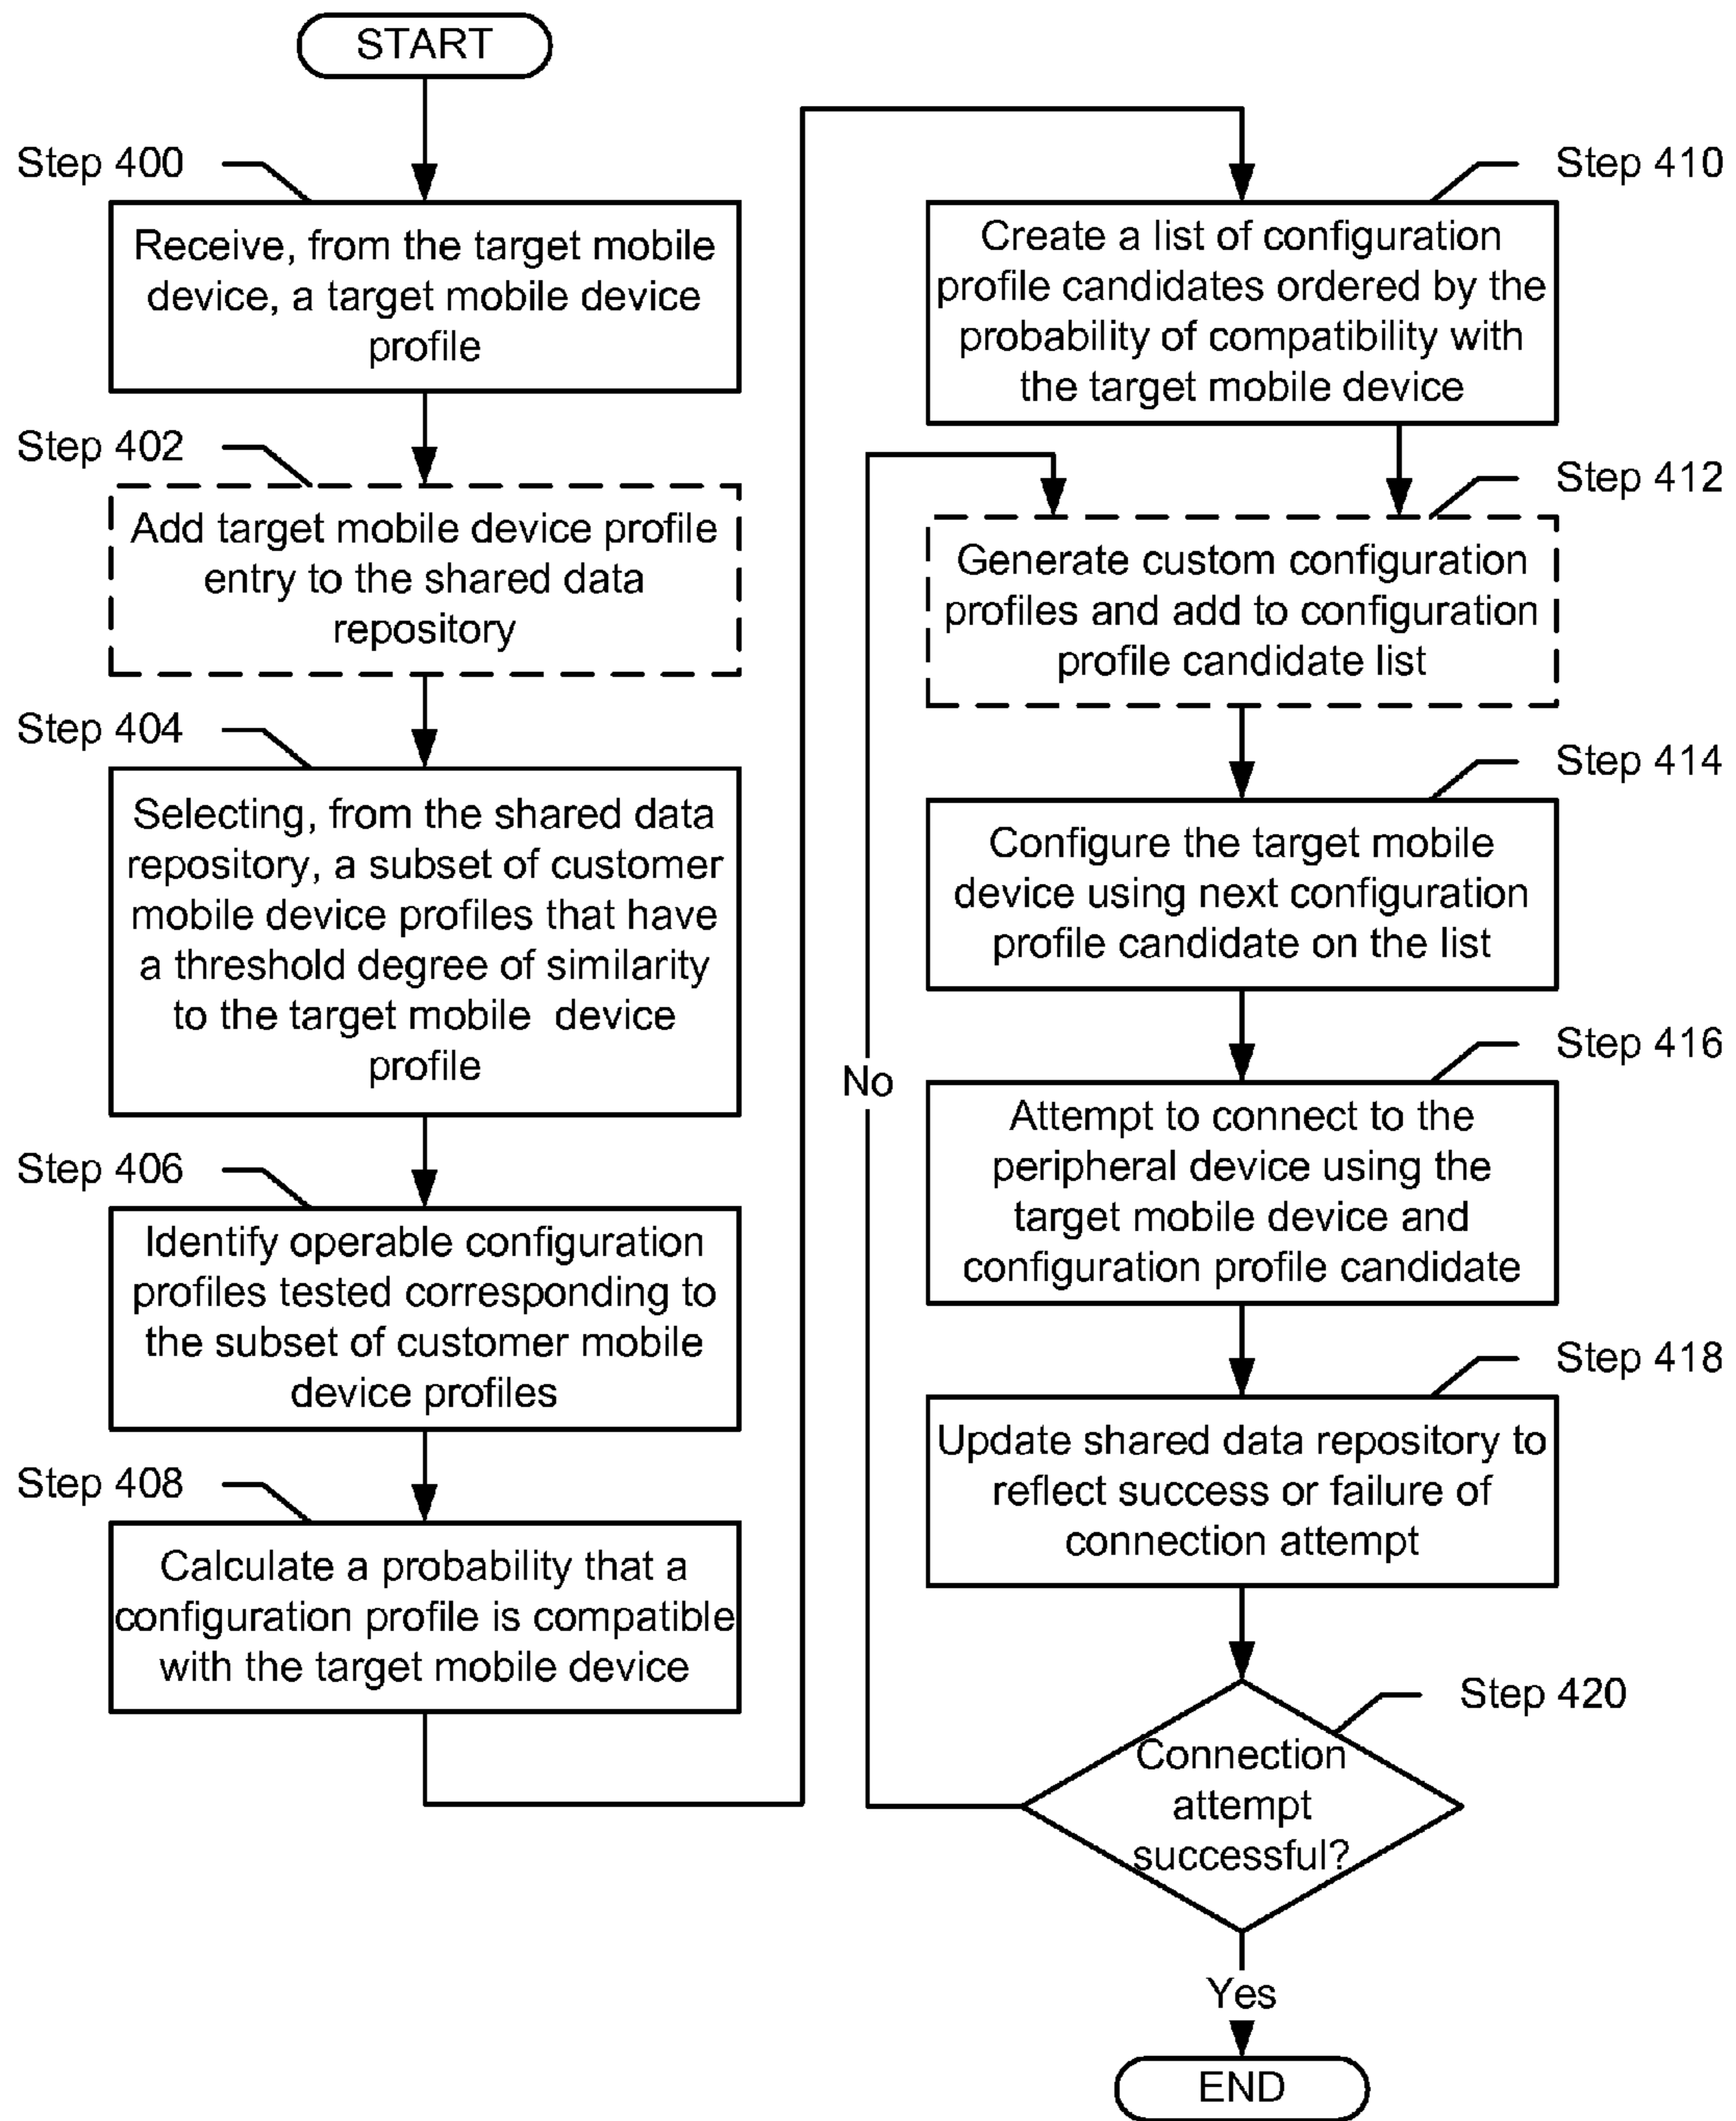 START
Step 400
Receive, from the target mobile
device, a target mobile device
profile
Step 402
Add target mobile device profile
entry to the shared data
repository
Step 404
Selecting, from the shared data
repository, a subset of customer
mobile device profiles that have
a threshold degree of similarity
to the target mobile device
profile
Step 406
Identify operable configuration
profiles tested corresponding to
the subset of customer mobile
device profiles
Step 408
Calculate a probability that a
configuration profile is compatible
with the target mobile device
Step 410
Create a list of configuration
profile candidates ordered by the
probability of compatibility with
the target mobile device
Step 412
Generate custom configuration
profiles and add to configuration
profile candidate list
Step 414
Configure the target mobile
device using next configuration
profile candidate on the list
Step 416
Attempt to connect to the
peripheral device using the
target mobile device and
configuration profile candidate
Step 418
Update shared data repository to
reflect success or failure of
connection attempt
Step 420
Connection
attempt
successful?
No
Yes
END